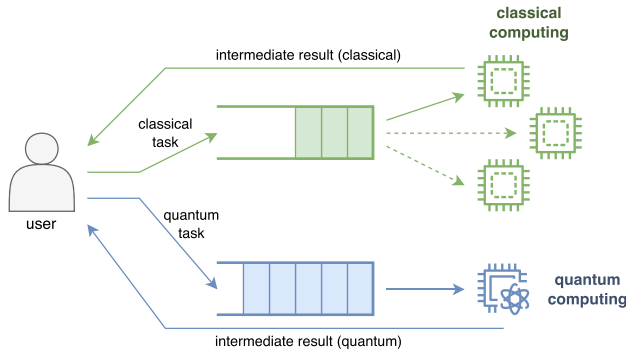 classical
computing
intermediate result (classical)
classical
task
user
quantum
task
quantum
computing
intermediate result (quantum)